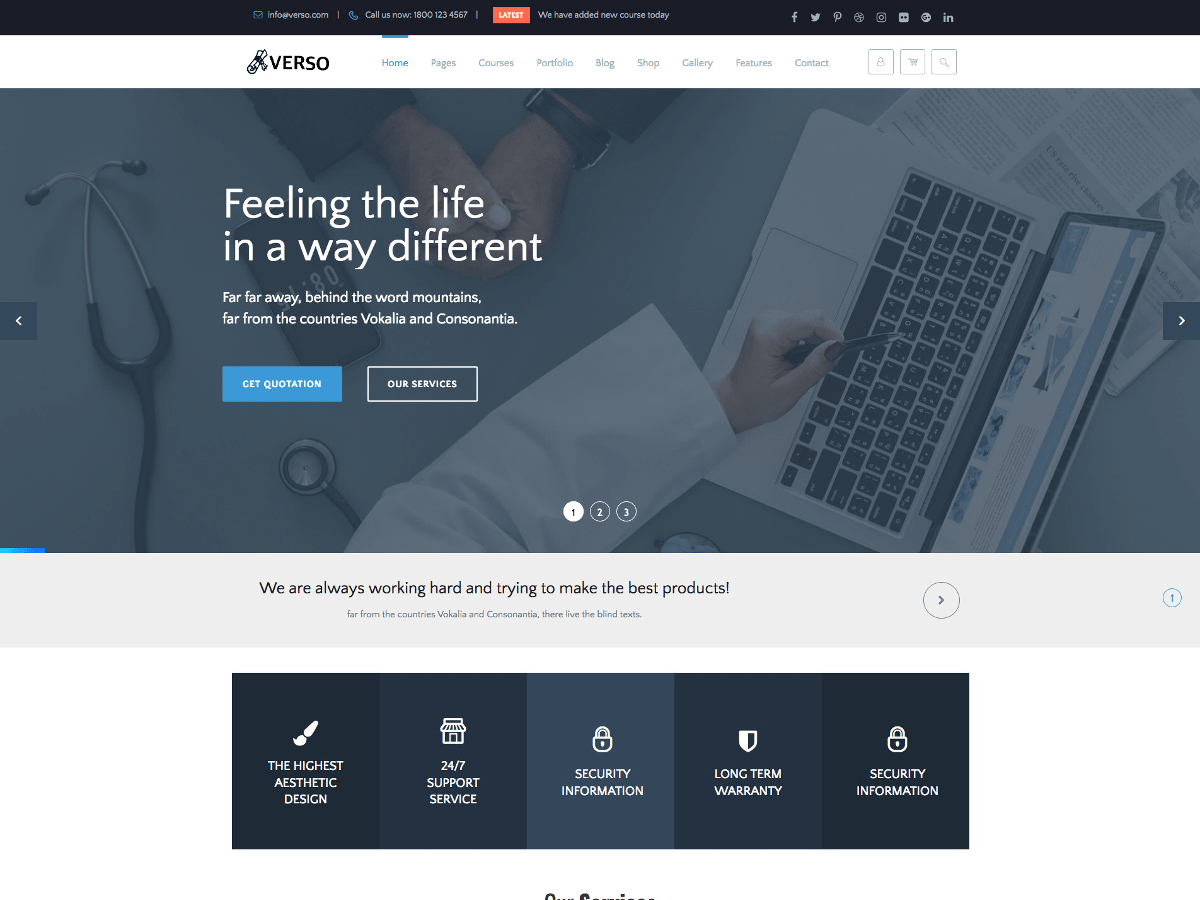 info@verso.com | Call us now: 1800 123 4567 | LATEST We have added new course today
VERSO
Home Pages Courses Portfolio Blog Shop Gallery Features Contact
Feeling the life
in a way different
Far far away, behind the word mountains,
far from the countries Vokalia and Consonantia.
GET QUOTATION OUR SERVICES
1 2 3
We are always working hard and trying to make the best products!
far from the countries Vokalia and Consonantia, there live the blind texts.
THE HIGHEST
AESTHETIC
DESIGN
24/7
SUPPORT
SERVICE
SECURITY
INFORMATION
LONG TERM
WARRANTY
SECURITY
INFORMATION
Our Services